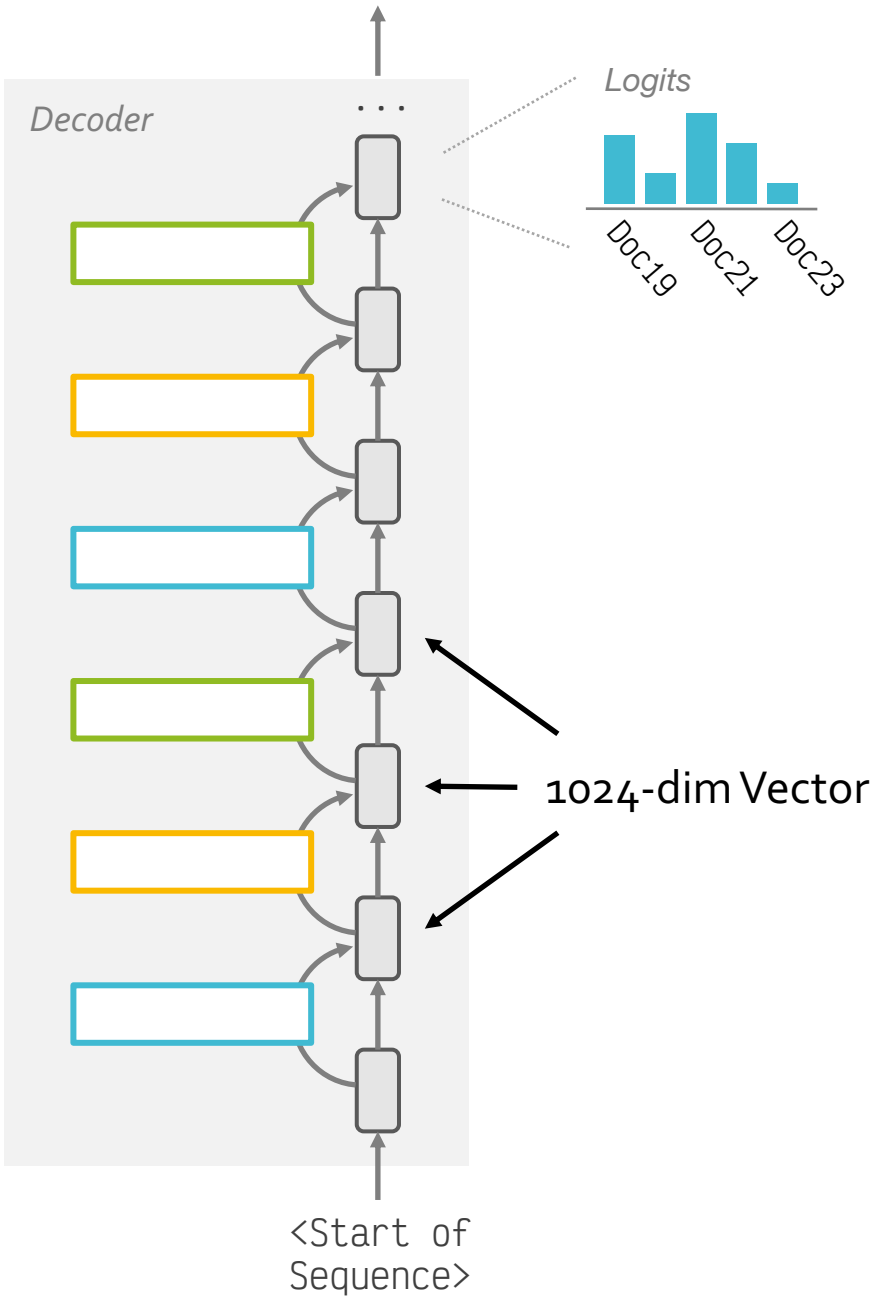 Decoder
...
Logits
Doc19
Doc21
Doc23
1024-dim Vector
<Start of
Sequence>